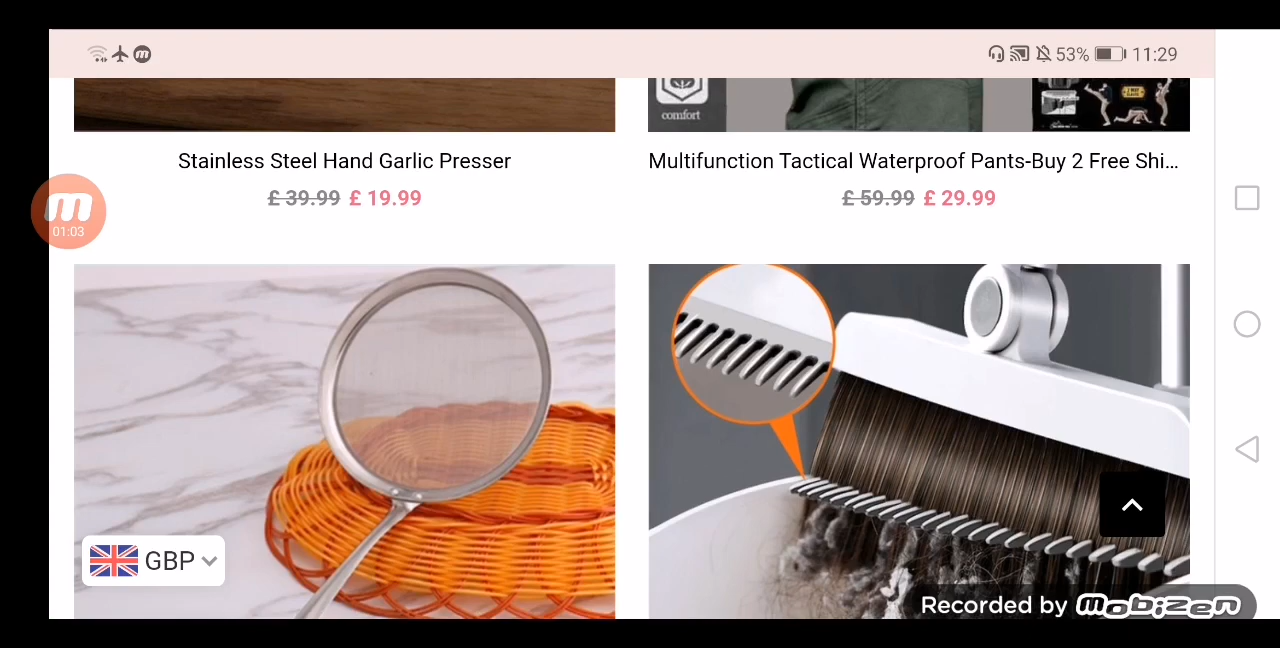 53% 11:29
comfort
Stainless Steel Hand Garlic Presser
£ 39.99 £ 19.99
Multifunction Tactical Waterproof Pants-Buy 2 Free Shi...
£ 59.99 £ 29.99
m
01:03
GBP
Recorded by mobizen